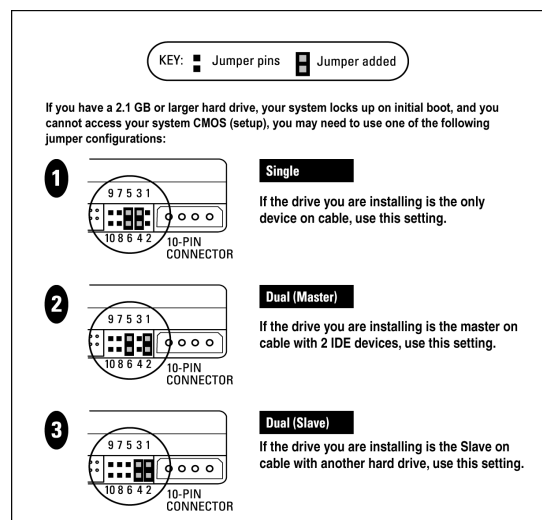 KEY: Jumper pins Jumper added
If you have a 2.1 GB or larger hard drive, your system locks up on initial boot, and you
cannot access your system CMOS (setup), you may need to use one of the following
jumper configurations:
1
Single
If the drive you are installing is the only
device on cable, use this setting.
9 7 5 3 1
10 8 6 4 2
10-PIN
CONNECTOR
2
Dual (Master)
If the drive you are installing is the master on
cable with 2 IDE devices, use this setting.
9 7 5 3 1
10 8 6 4 2
10-PIN
CONNECTOR
3
Dual (Slave)
If the drive you are installing is the Slave on
cable with another hard drive, use this setting.
9 7 5 3 1
10 8 6 4 2
10-PIN
CONNECTOR